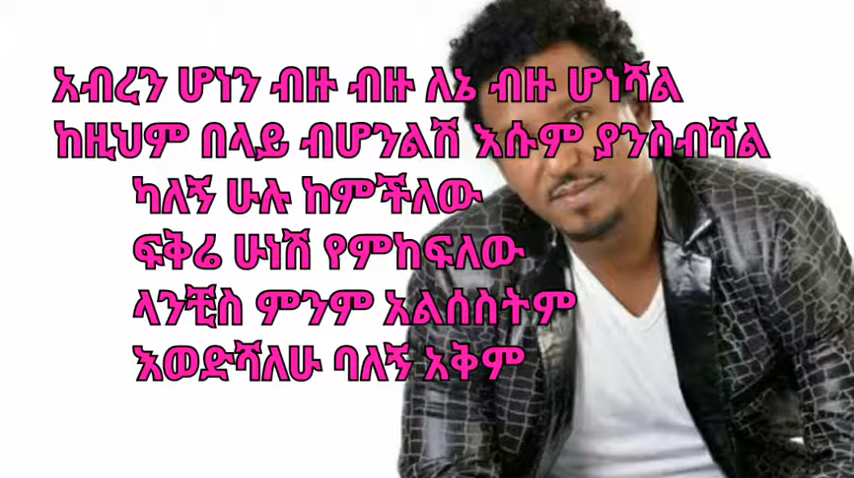 አብረን ሆነን ብዙ ብዙ ለኔ ብዙ ሆነሻል
ከዚህም በላይ ብሆንልሽ እሱም ያንስብሻል
ካለኝ ሁሉ ከምችለው
ፍቅሬ ሁነሽ የምከፍለው
ላንቺስ ምንም አልሰስትም
እወድሻለሁ ባለኝ አቅም